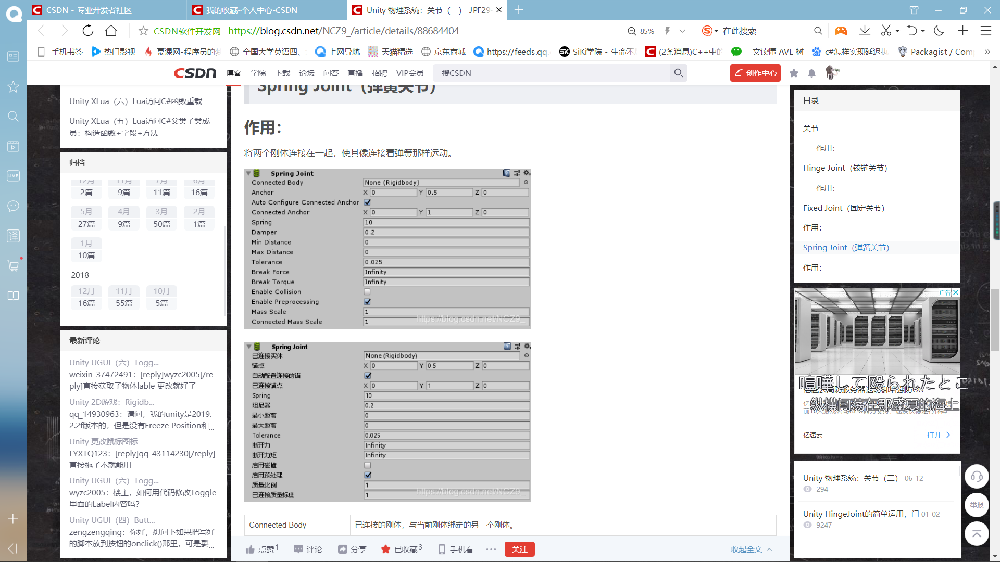 CSDN - 专业开发者社区
我的收藏-个人中心-CSDN
Unity 物理系统：关节（一）_JPF29
CSDN软件开发网 https://blog.csdn.net/NCZ9_/article/details/88684404
85%
在此搜索
手机书签
热门影视
慕课网-程序员的梦
全国大学英语四、
上网导航
天猫精选
京东商城
https://feeds.qq.
SiKi学院 - 生命不
(2条消息)C++中的
一文读懂 AVL 树
c#怎样实现延迟执
Packagist / Com
CSDN 博客 学院 下载 论坛 问答 直播 招聘 VIP会员
搜CSDN
创作中心
LIVE
译
Unity XLua（六）Lua访问C#函数重载
Unity XLua（五）Lua访问C#父类子类成
员：构造函数+字段+方法
归档
12月 11月 7月 6月
2篇 9篇 11篇 16篇
5月 4月 3月 2月
27篇 9篇 50篇 1篇
1月
10篇
2018
12月 11月 10月
16篇 55篇 5篇
最新评论
Unity UGUI（六）Togg...
weixin_37472491：[reply]wyzc2005[/re
ply]直接获取子物体lable 更改就好了
Unity 2D游戏：Rigidb...
qq_14930963：请问，我的unity是2019.
2.2f版本的，但是没有Freeze Position和...
Unity 更改鼠标图标
LYXTQ123：[reply]qq_43114230[/reply]
直接拖了不就能用
Unity UGUI（六）Togg...
wyzc2005：楼主，如何用代码修改Toggle
里面的Label内容吗?
Unity UGUI（四）Butt...
zengzengqing：你好，想问下如果把写好
的脚本放到按钮的onclick()那里，可是要...
Spring Joint（弹簧关节）
作用：
将两个刚体连接在一起，使其像连接着弹簧那样运动。
Spring Joint
Connected Body None (Rigidbody)
Anchor X 0 Y 0.5 Z 0
Auto Configure Connected Anchor
Connected Anchor X 0 Y 1 Z 0
Spring 10
Damper 0.2
Min Distance 0
Max Distance 0
Tolerance 0.025
Break Force Infinity
Break Torque Infinity
Enable Collision
Enable Preprocessing
Mass Scale 1
Connected Mass Scale 1
https://blog.csdn.net/NCZ9_
Spring Joint
已连接实体 None (Rigidbody)
锚点 X 0 Y 0.5 Z 0
自动配置连接的锚
已连接锚点 X 0 Y 1 Z 0
Spring 10
阻尼器 0.2
最小距离 0
最大距离 0
Tolerance 0.025
断开力 Infinity
断开力矩 Infinity
启用碰撞
启用预处理
质量比例 1
已连接质量标度 1
https://blog.csdn.net/NCZ9_
Connected Body 已连接的刚体，与当前刚体绑定的另一个刚体。
点赞 1 评论 分享 已收藏 3 手机看 ··· 关注 收起全文
目录
关节
作用：
Hinge Joint（铰链关节）
作用：
Fixed Joint（固定关节）
作用：
Spring Joint（弹簧关节）
作用：
广告
喧嘩して殴られたとこ
纵横闯荡在那盛夏的海上
亿速云
打开
Unity 物理系统：关节（二） 06-12
294
Unity HingeJoint的简单运用，门 01-02
9247
举报